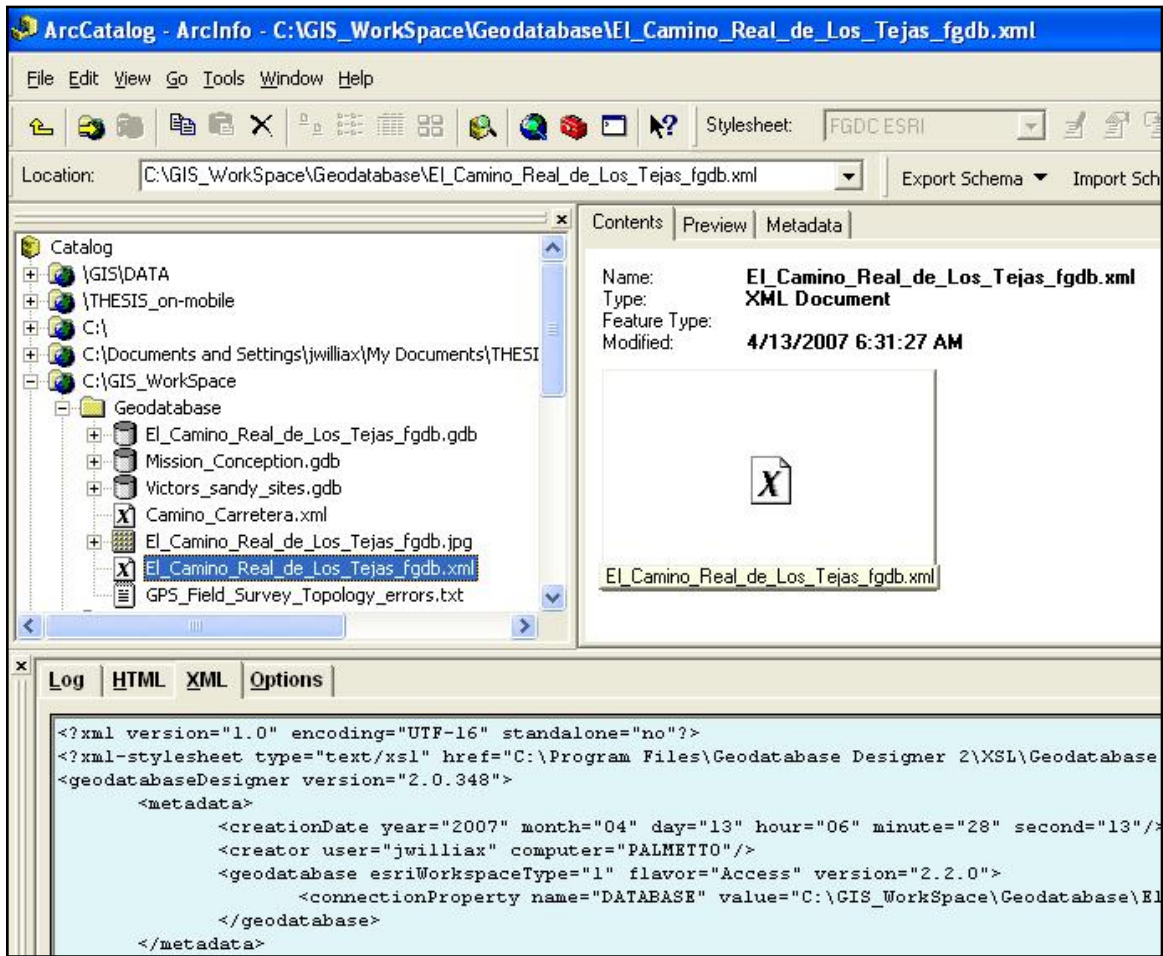 ArcCatalog - ArcInfo - C:\GIS_WorkSpace\Geodatabase\El_Camino_Real_de_Los_Tejas_fgdb.xml
File Edit View Go Tools Window Help
Stylesheet: FGDC ESRI
Location: C:\GIS_WorkSpace\Geodatabase\El_Camino_Real_de_Los_Tejas_fgdb.xml Export Schema Import Sch
Catalog
\GIS\DATA
\THESIS_on-mobile
C:\
C:\Documents and Settings\jwilliax\My Documents\THESI
C:\GIS_WorkSpace
Geodatabase
El_Camino_Real_de_Los_Tejas_fgdb.gdb
Mission_Conception.gdb
Victors_sandy_sites.gdb
Camino_Carretera.xml
El_Camino_Real_de_Los_Tejas_fgdb.jpg
El_Camino_Real_de_Los_Tejas_fgdb.xml
GPS_Field_Survey_Topology_errors.txt
Contents Preview Metadata
Name: El_Camino_Real_de_Los_Tejas_fgdb.xml
Type: XML Document
Feature Type:
Modified: 4/13/2007 6:31:27 AM
X
El_Camino_Real_de_Los_Tejas_fgdb.xml
Log HTML XML Options
<?xml version="1.0" encoding="UTF-16" standalone="no"?>
<?xml-stylesheet type="text/xsl" href="C:\Program Files\Geodatabase Designer 2\XSL\Geodatabase
<geodatabaseDesigner version="2.0.348">
<metadata>
<creationDate year="2007" month="04" day="13" hour="06" minute="28" second="13"/>
<creator user="jwilliax" computer="PALMETTO"/>
<geodatabase esriWorkspaceType="1" flavor="Access" version="2.2.0">
<connectionProperty name="DATABASE" value="C:\GIS_WorkSpace\Geodatabase\El
</geodatabase>
</metadata>